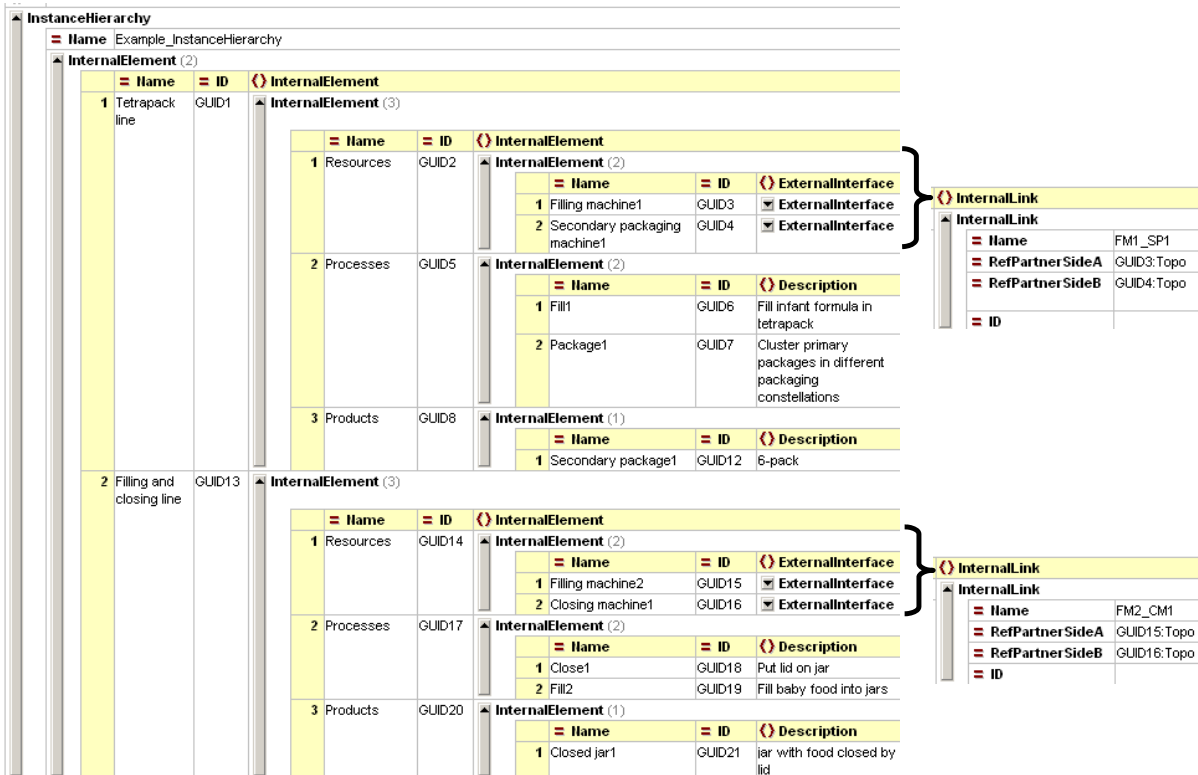 InstanceHierarchy
= Name Example_InstanceHierarchy
InternalElement (2)
= Name = ID {} InternalElement
1 Tetrapack line GUID1 InternalElement (3)
= Name = ID {} InternalElement
1 Resources GUID2 InternalElement (2)
= Name = ID {} ExternalInterface
1 Filling machine1 GUID3 ExternalInterface
2 Secondary packaging machine1 GUID4 ExternalInterface
2 Processes GUID5 InternalElement (2)
= Name = ID {} Description
1 Fill1 GUID6 Fill infant formula in tetrapack
2 Package1 GUID7 Cluster primary packages in different packaging constellations
3 Products GUID8 InternalElement (1)
= Name = ID {} Description
1 Secondary package1 GUID12 6-pack
2 Filling and closing line GUID13 InternalElement (3)
= Name = ID {} InternalElement
1 Resources GUID14 InternalElement (2)
= Name = ID {} ExternalInterface
1 Filling machine2 GUID15 ExternalInterface
2 Closing machine1 GUID16 ExternalInterface
2 Processes GUID17 InternalElement (2)
= Name = ID {} Description
1 Close1 GUID18 Put lid on jar
2 Fill2 GUID19 Fill baby food into jars
3 Products GUID20 InternalElement (1)
= Name = ID {} Description
1 Closed jar1 GUID21 jar with food closed by lid
{} InternalLink
InternalLink
= Name FM1_SP1
= RefPartnerSideA GUID3:Topo
= RefPartnerSideB GUID4:Topo
= ID
{} InternalLink
InternalLink
= Name FM2_CM1
= RefPartnerSideA GUID15:Topo
= RefPartnerSideB GUID16:Topo
= ID